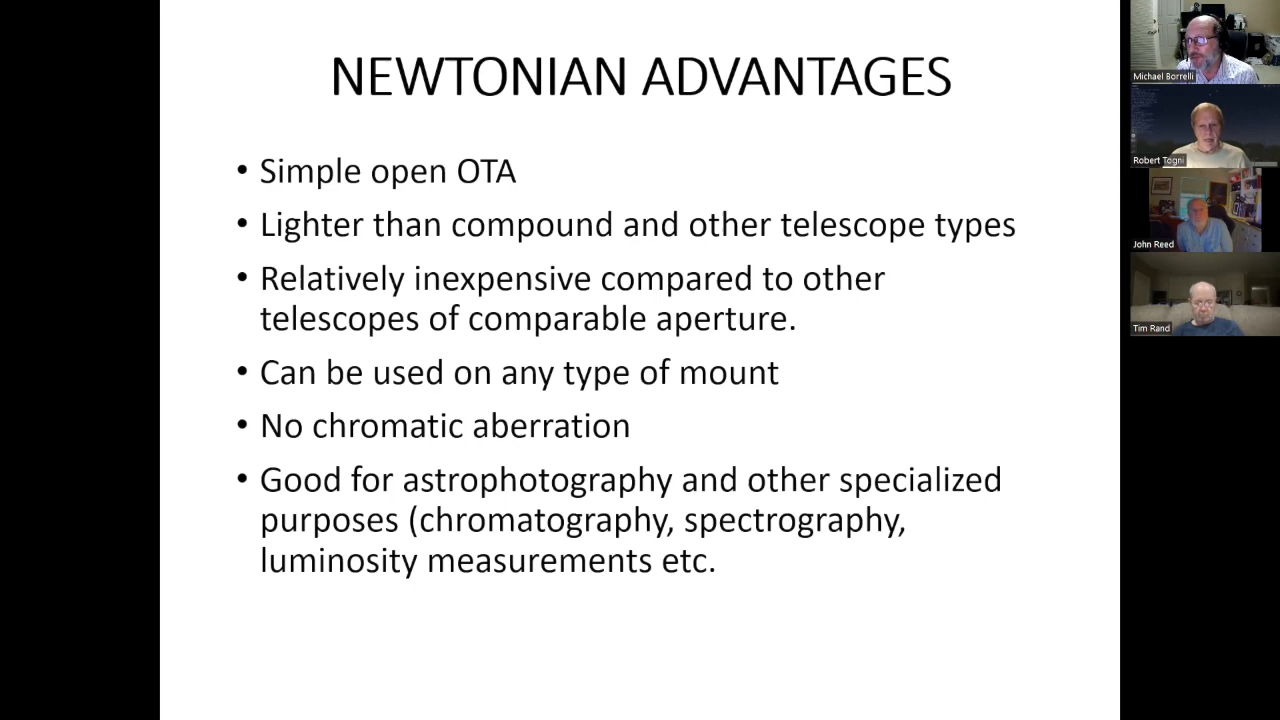 NEWTONIAN ADVANTAGES
• Simple open OTA
• Lighter than compound and other telescope types
• Relatively inexpensive compared to other
telescopes of comparable aperture.
• Can be used on any type of mount
• No chromatic aberration
• Good for astrophotography and other specialized
purposes (chromatography, spectrography,
luminosity measurements etc.
Michael Borrelli
Robert Togni
John Reed
Tim Rand